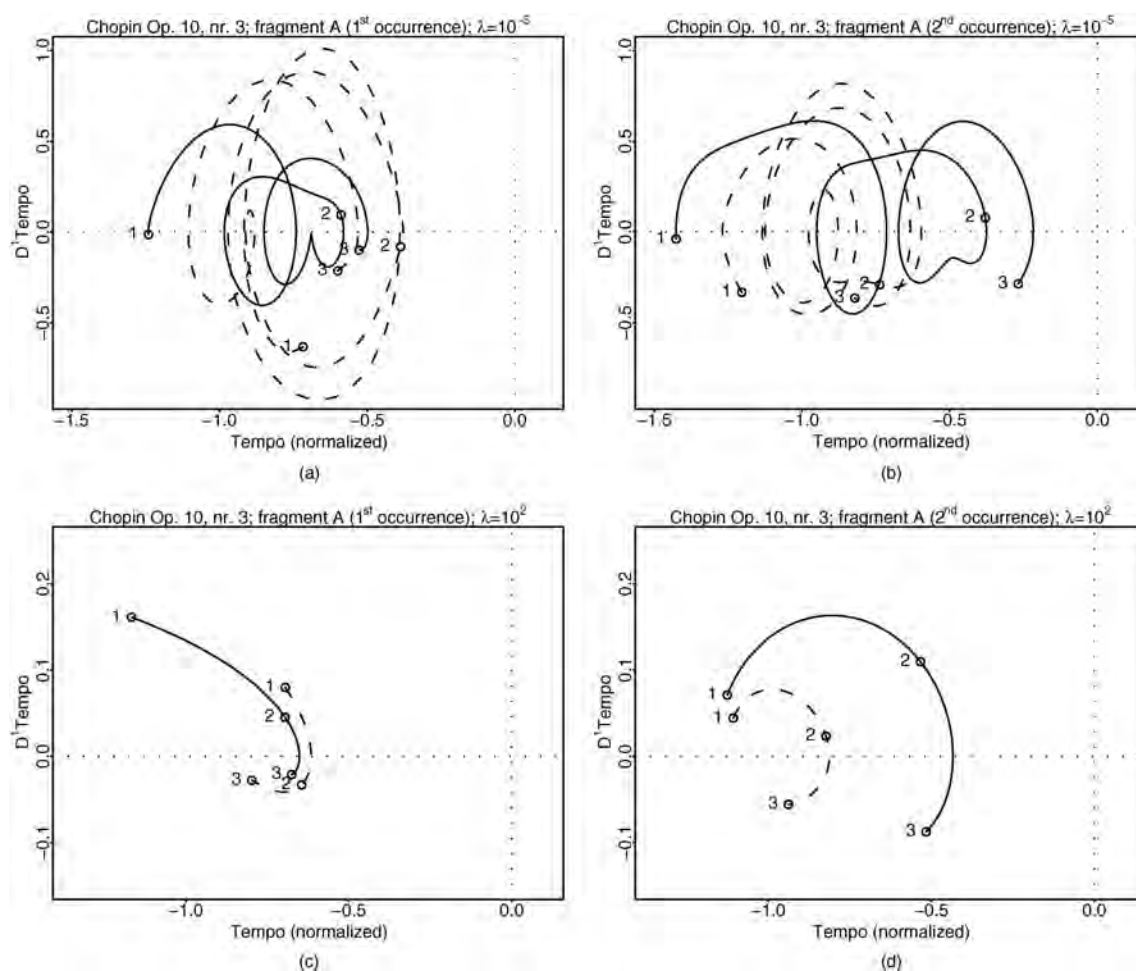 Chopin Op. 10, nr. 3; fragment A (1st occurrence); λ=10⁻⁵
D¹Tempo
1.0
0.5
0.0
−0.5
1
2
3
3
2
1
−1.5 −1.0 −0.5 0.0
Tempo (normalized)
(a)
Chopin Op. 10, nr. 3; fragment A (2nd occurrence); λ=10⁻⁵
D¹Tempo
1.0
0.5
0.0
−0.5
1
2
1
2
3
3
−1.5 −1.0 −0.5 0.0
Tempo (normalized)
(b)
Chopin Op. 10, nr. 3; fragment A (1st occurrence); λ=10²
D¹Tempo
0.2
0.1
0.0
−0.1
1
1
2
3
3
2
−1.0 −0.5 0.0
Tempo (normalized)
(c)
Chopin Op. 10, nr. 3; fragment A (2nd occurrence); λ=10²
D¹Tempo
0.2
0.1
0.0
−0.1
2
1
1
2
3
3
−1.0 −0.5 0.0
Tempo (normalized)
(d)